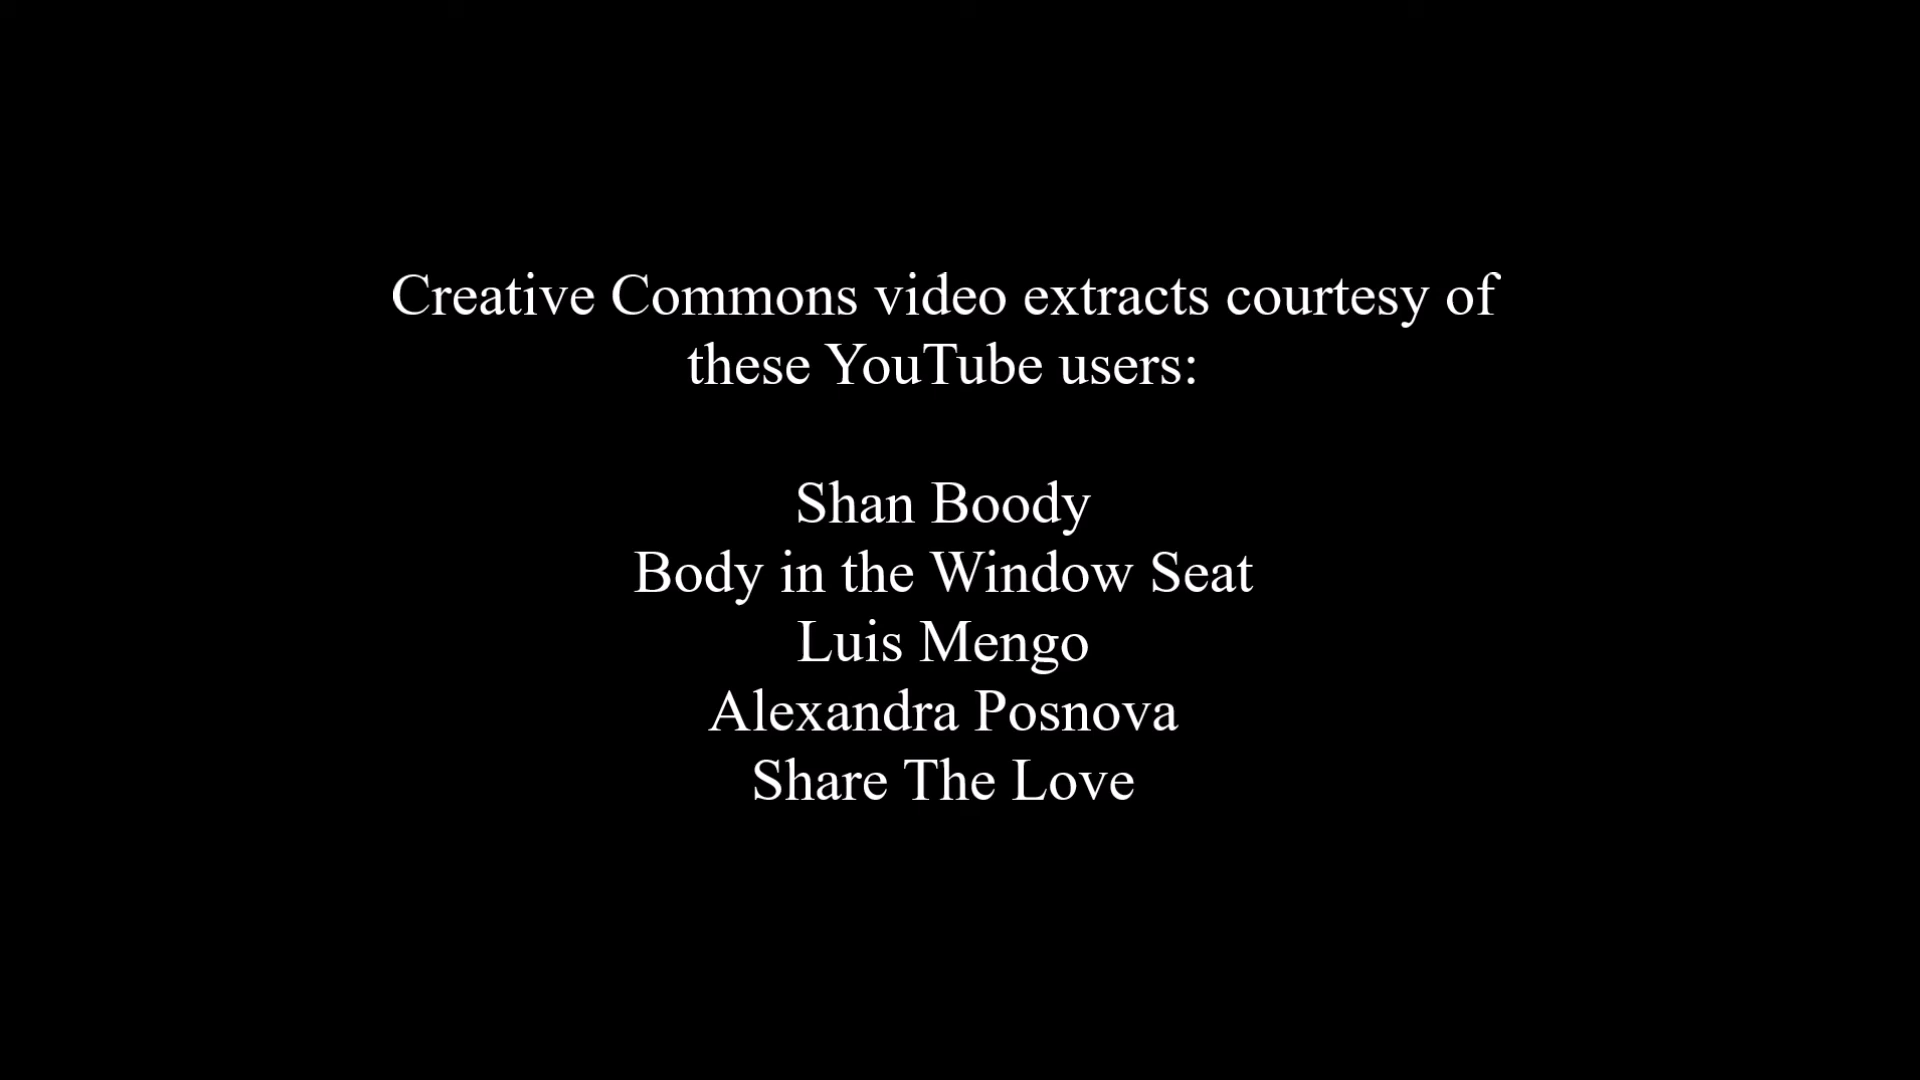 Creative Commons video extracts courtesy of
these YouTube users:
Shan Boody
Body in the Window Seat
Luis Mengo
Alexandra Posnova
Share The Love